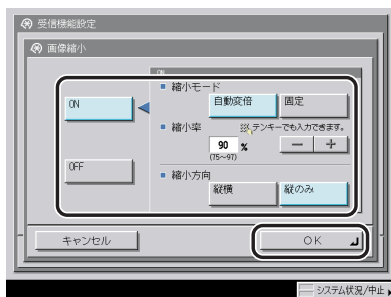 受信機能設定
画像縮小
ON
縮小モード
ON
自動変倍 固定
縮小率 テンキーでも入力できます。
90 % － ＋
(75～97)
OFF
縮小方向
縦横 縦のみ
キャンセル OK
システム状況/中止